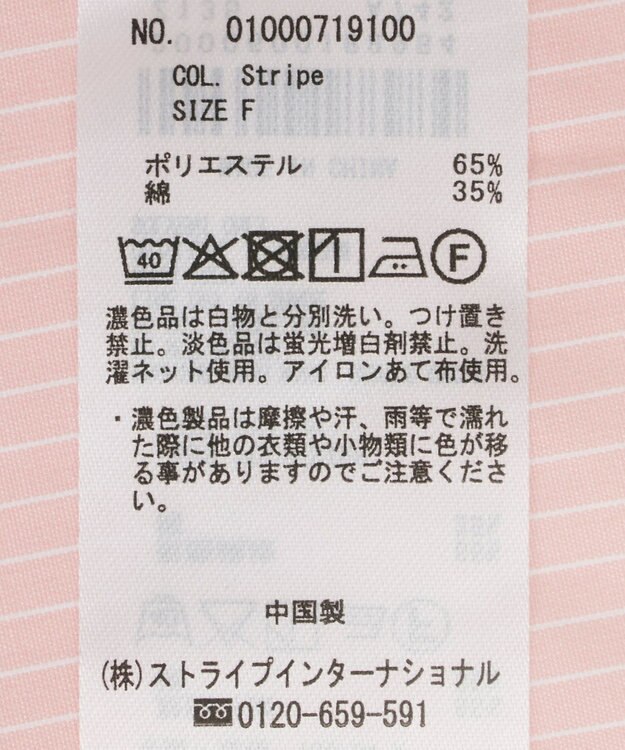 NO. 01000719100
COL. Stripe
SIZE F
ポリエステル 65%
綿 35%
40
F
濃色品は白物と分別洗い。つけ置き
禁止。淡色品は蛍光増白剤禁止。洗
濯ネット使用。アイロンあて布使用。
・濃色製品は摩擦や汗、雨等で濡れ
た際に他の衣類や小物類に色が移
る事がありますのでご注意くださ
い。
中国製
(株)ストライプインターナショナル
0120-659-591